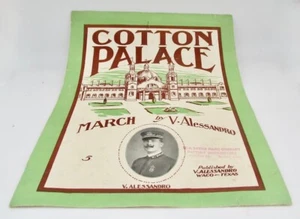 COTTON
PALACE
MARCH by V. ALESSANDRO
5
V. ALESSANDRO
Published by
V. ALESSANDRO
WACO - TEXAS